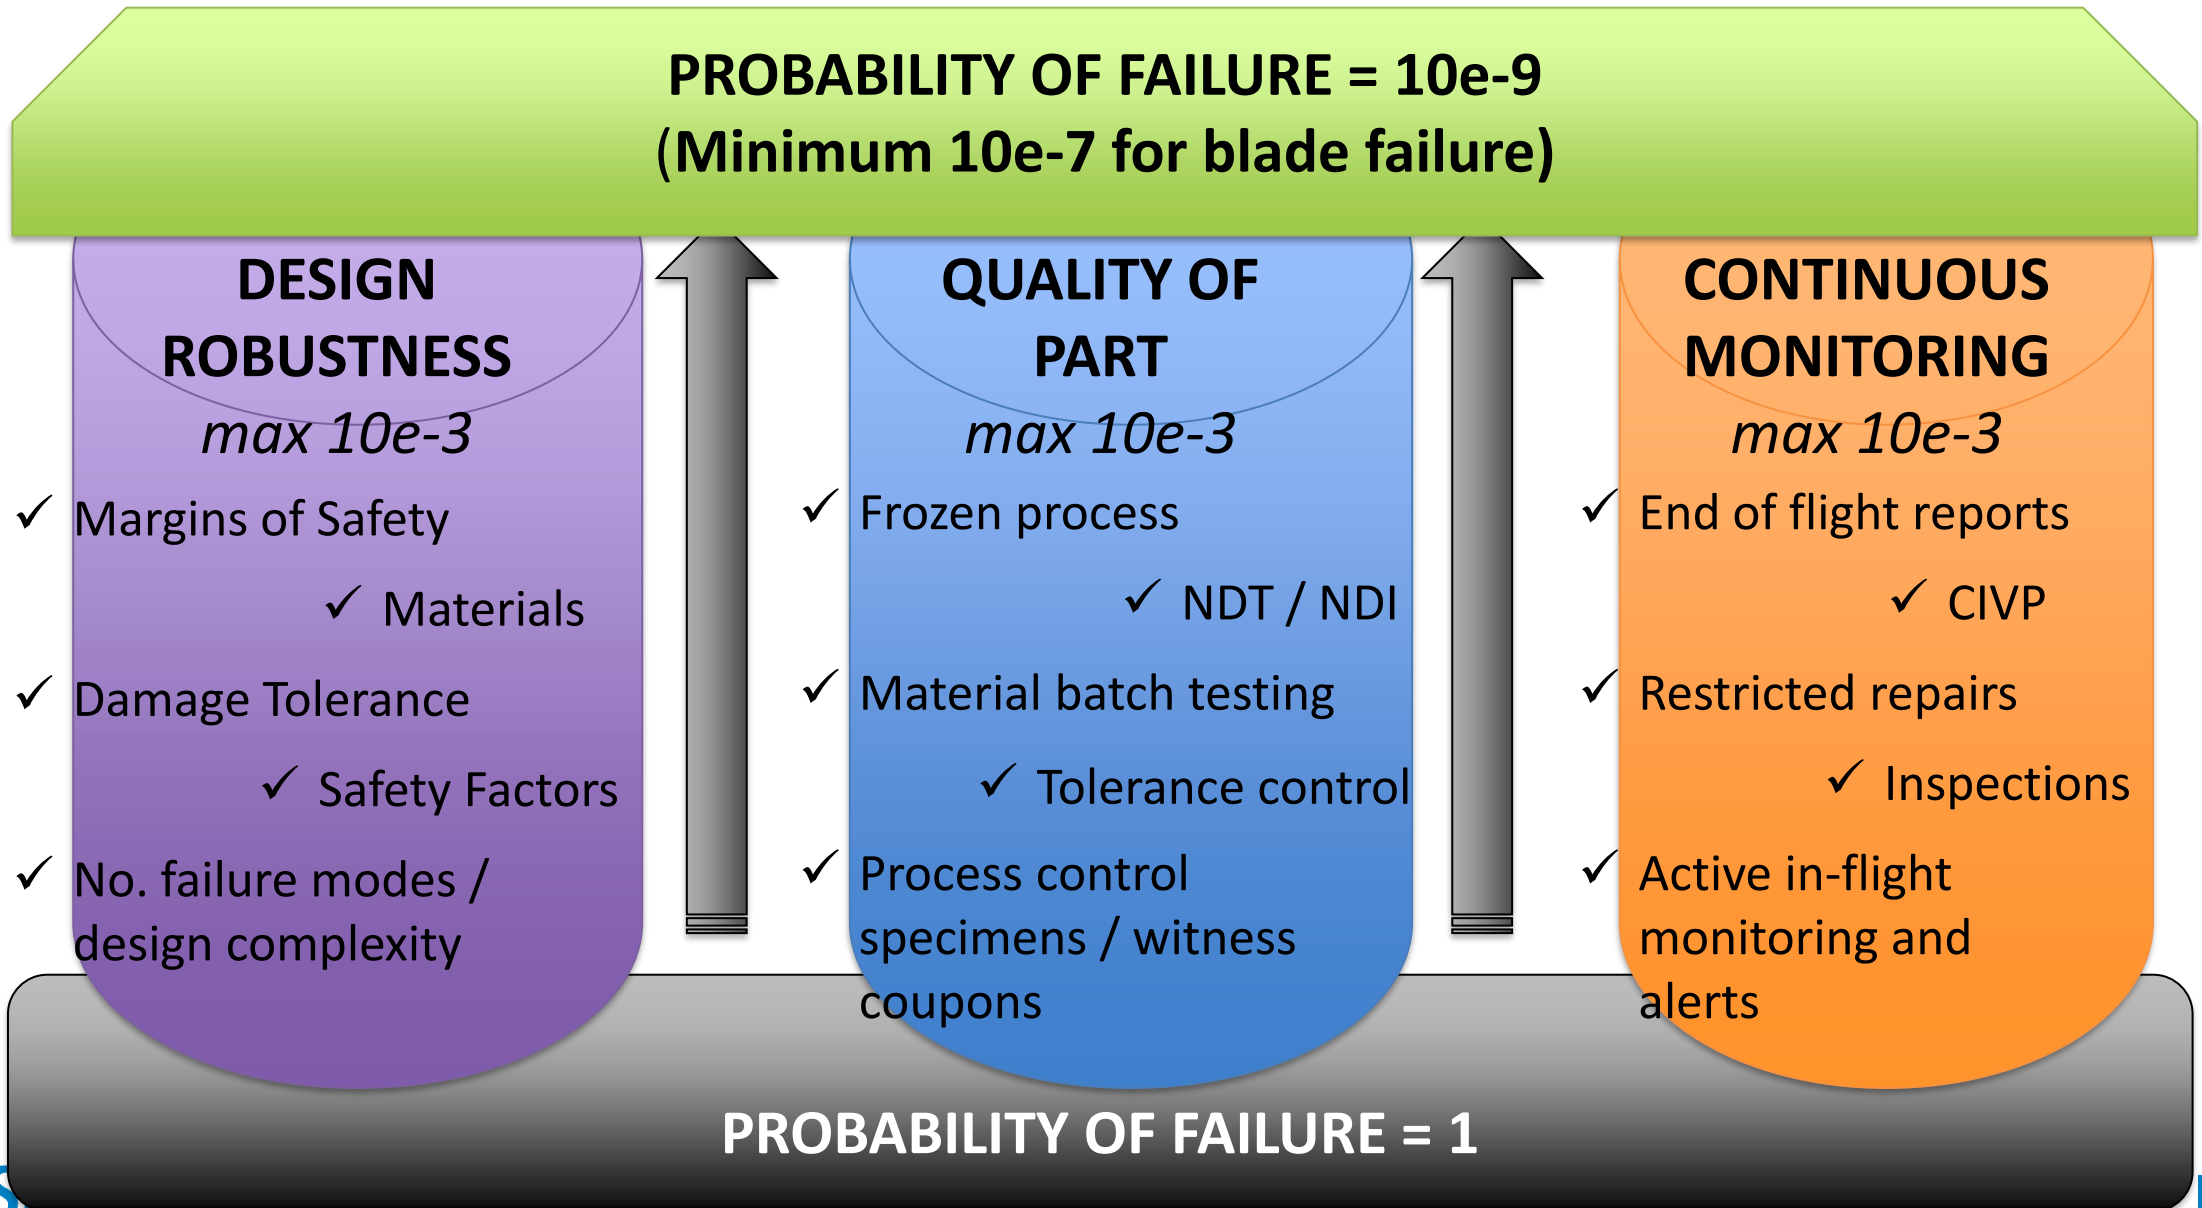 PROBABILITY OF FAILURE = 10e-9
(Minimum 10e-7 for blade failure)
DESIGN
ROBUSTNESS
max 10e-3
✓ Margins of Safety
✓ Materials
✓ Damage Tolerance
✓ Safety Factors
✓ No. failure modes /
design complexity
QUALITY OF
PART
max 10e-3
✓ Frozen process
✓ NDT / NDI
✓ Material batch testing
✓ Tolerance control
✓ Process control
specimens / witness
coupons
CONTINUOUS
MONITORING
max 10e-3
✓ End of flight reports
✓ CIVP
✓ Restricted repairs
✓ Inspections
✓ Active in-flight
monitoring and
alerts
PROBABILITY OF FAILURE = 1